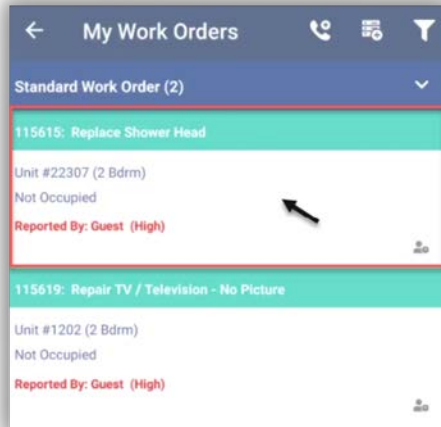 My Work Orders
Standard Work Order (2)
115615: Replace Shower Head
Unit #22307 (2 Bdrm)
Not Occupied
Reported By: Guest (High)
115619: Repair TV / Television - No Picture
Unit #1202 (2 Bdrm)
Not Occupied
Reported By: Guest (High)